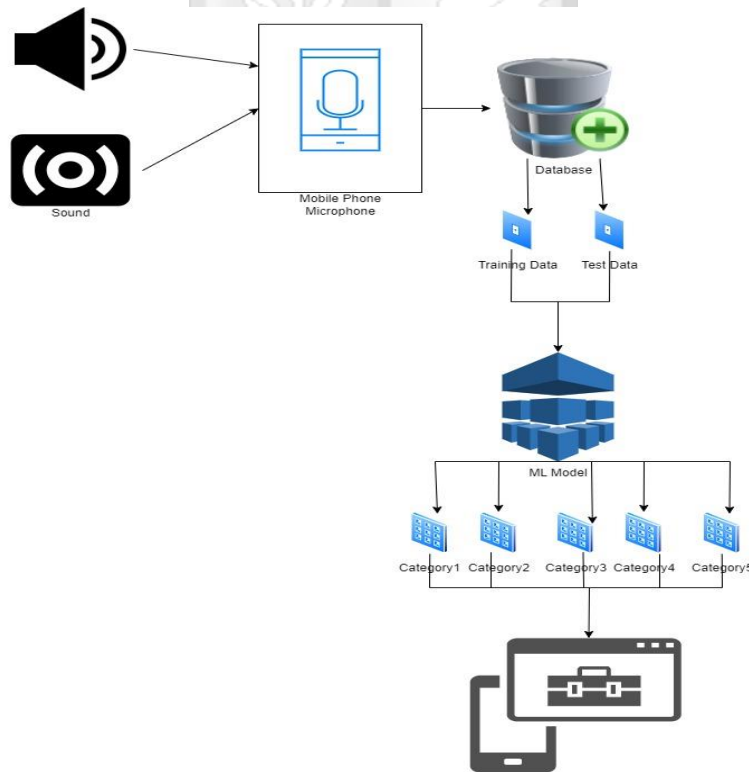 Sound
Mobile Phone
Microphone
Database
Training Data
Test Data
ML Model
Category1
Category2
Category3
Category4
Category5